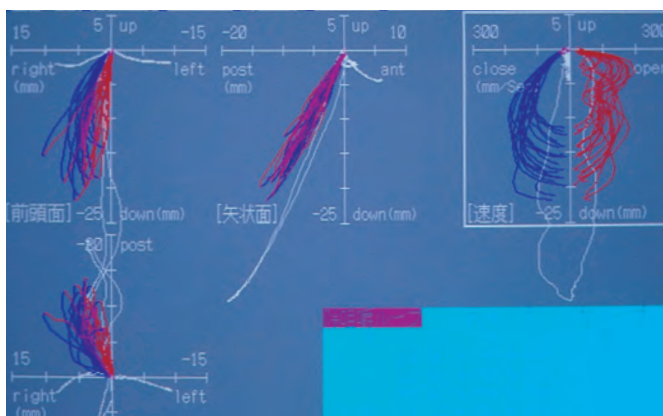 15 5 up -15
right left
(mm)
-25 down(mm)
[前頭面]
-20 5 up 10
post ant
(mm)
-25 down(mm)
[矢状面]
300 5 up 300
close open
(mm/Sec
-25 down(mm)
[速度]
post
15 -15
right left
(mm)